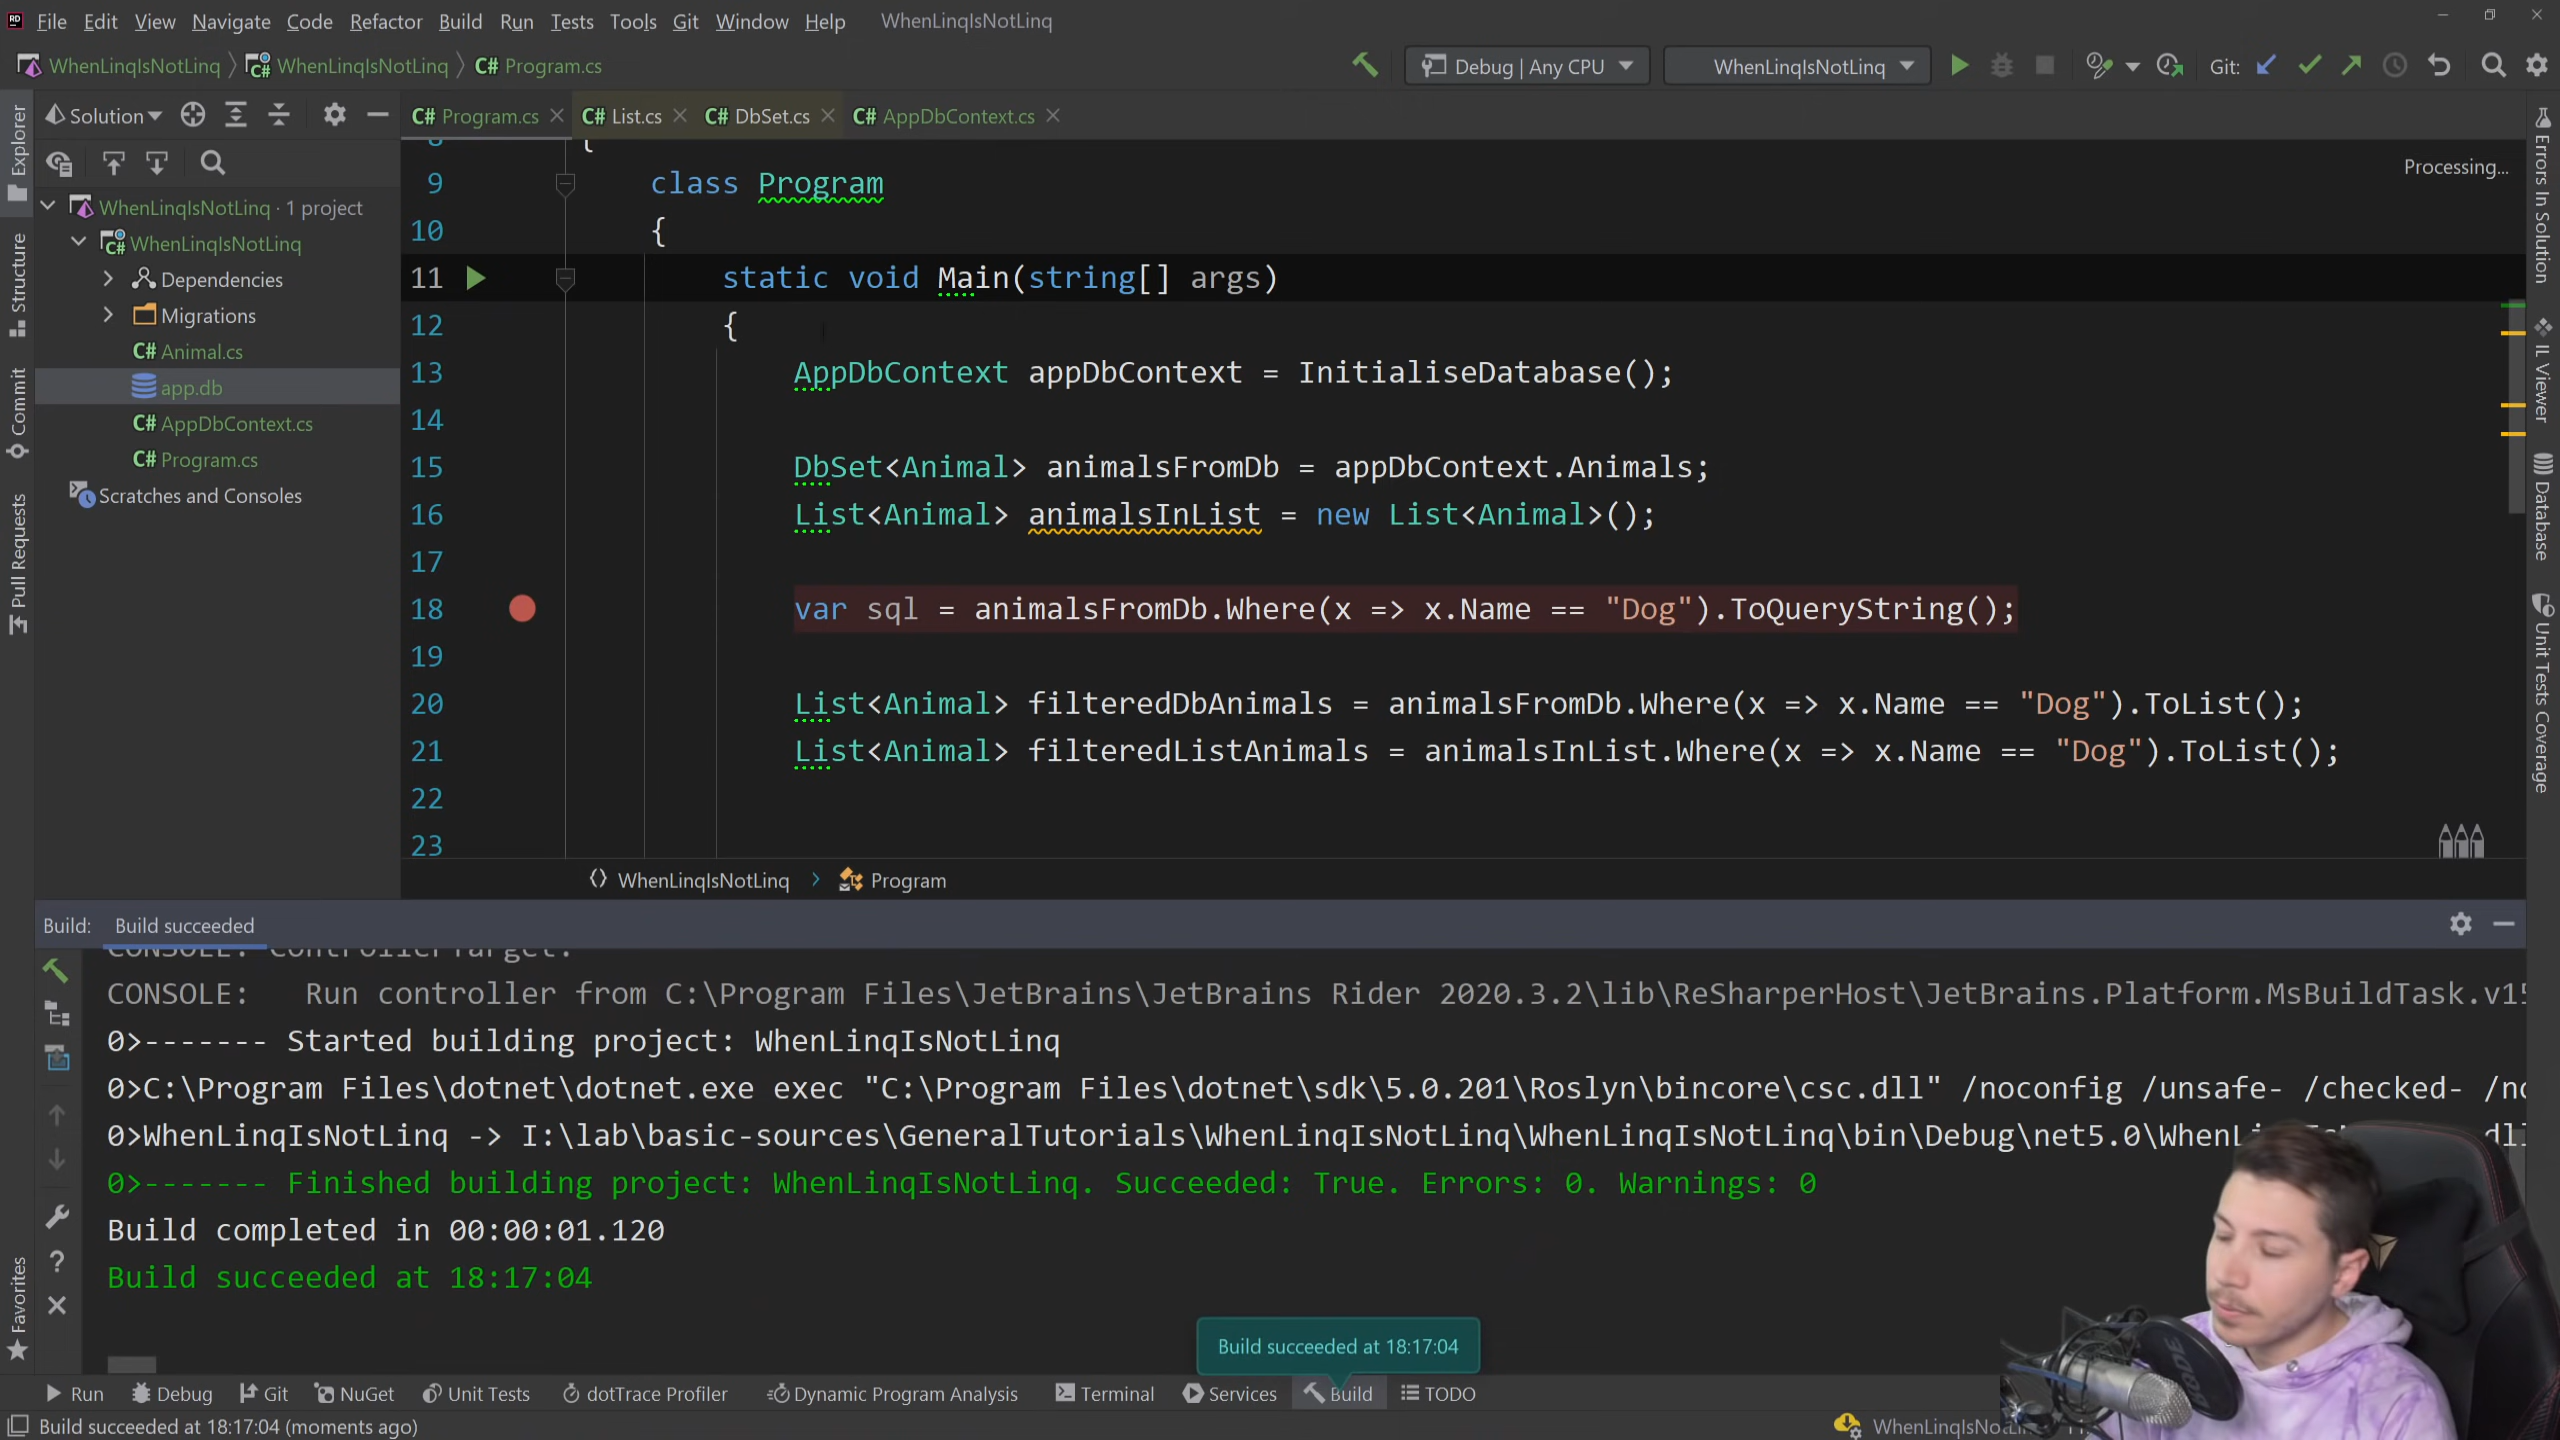 File Edit View Navigate Code Refactor Build Run Tests Tools Git Window Help WhenLinqIsNotLinq
WhenLinqIsNotLinq WhenLinqIsNotLinq C# Program.cs Debug | Any CPU WhenLinqIsNotLinq Git:
Solution C# Program.cs C# List.cs C# DbSet.cs C# AppDbContext.cs
Explorer
Structure
Commit
Pull Requests
Favorites
WhenLinqIsNotLinq · 1 project
WhenLinqIsNotLinq
Dependencies
Migrations
C# Animal.cs
app.db
C# AppDbContext.cs
C# Program.cs
Scratches and Consoles
Processing...
8 {
9 class Program
10 {
11 static void Main(string[] args)
12 {
13 AppDbContext appDbContext = InitialiseDatabase();
14
15 DbSet<Animal> animalsFromDb = appDbContext.Animals;
16 List<Animal> animalsInList = new List<Animal>();
17
18 var sql = animalsFromDb.Where(x => x.Name == "Dog").ToQueryString();
19
20 List<Animal> filteredDbAnimals = animalsFromDb.Where(x => x.Name == "Dog").ToList();
21 List<Animal> filteredListAnimals = animalsInList.Where(x => x.Name == "Dog").ToList();
22
23
Errors In Solution
IL Viewer
Database
Unit Tests Coverage
WhenLinqIsNotLinq Program
Build: Build succeeded
CONSOLE: ControllerTarget:
CONSOLE: Run controller from C:\Program Files\JetBrains\JetBrains Rider 2020.3.2\lib\ReSharperHost\JetBrains.Platform.MsBuildTask.v15
0>------- Started building project: WhenLinqIsNotLinq
0>C:\Program Files\dotnet\dotnet.exe exec "C:\Program Files\dotnet\sdk\5.0.201\Roslyn\bincore\csc.dll" /noconfig /unsafe- /checked- /no
0>WhenLinqIsNotLinq -> I:\lab\basic-sources\GeneralTutorials\WhenLinqIsNotLinq\WhenLinqIsNotLinq\bin\Debug\net5.0\WhenL dll
0>------- Finished building project: WhenLinqIsNotLinq. Succeeded: True. Errors: 0. Warnings: 0
Build completed in 00:00:01.120
Build succeeded at 18:17:04
Build succeeded at 18:17:04
Run Debug Git NuGet Unit Tests dotTrace Profiler Dynamic Program Analysis Terminal Services Build TODO
Build succeeded at 18:17:04 (moments ago) WhenLinqIsNo